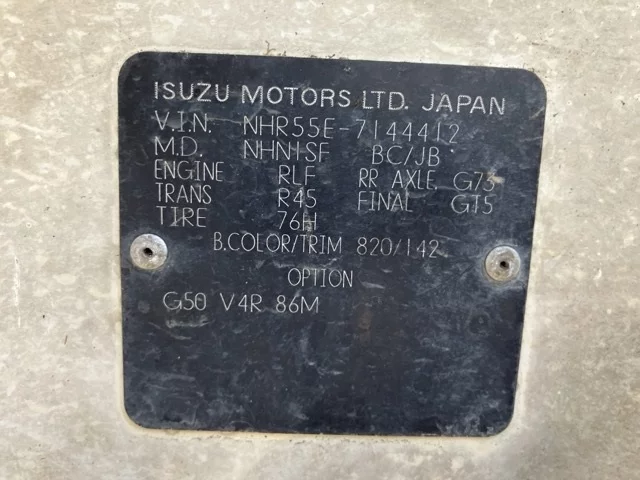 ISUZU MOTORS LTD. JAPAN
V.I.N. NHR55E-7144412
M.D. NHN1SF BC/JB
ENGINE RLF RR AXLE G73
TRANS R45 FINAL GT5
TIRE 76H
B.COLOR/TRIM 820/142
OPTION
G50 V4R 86M